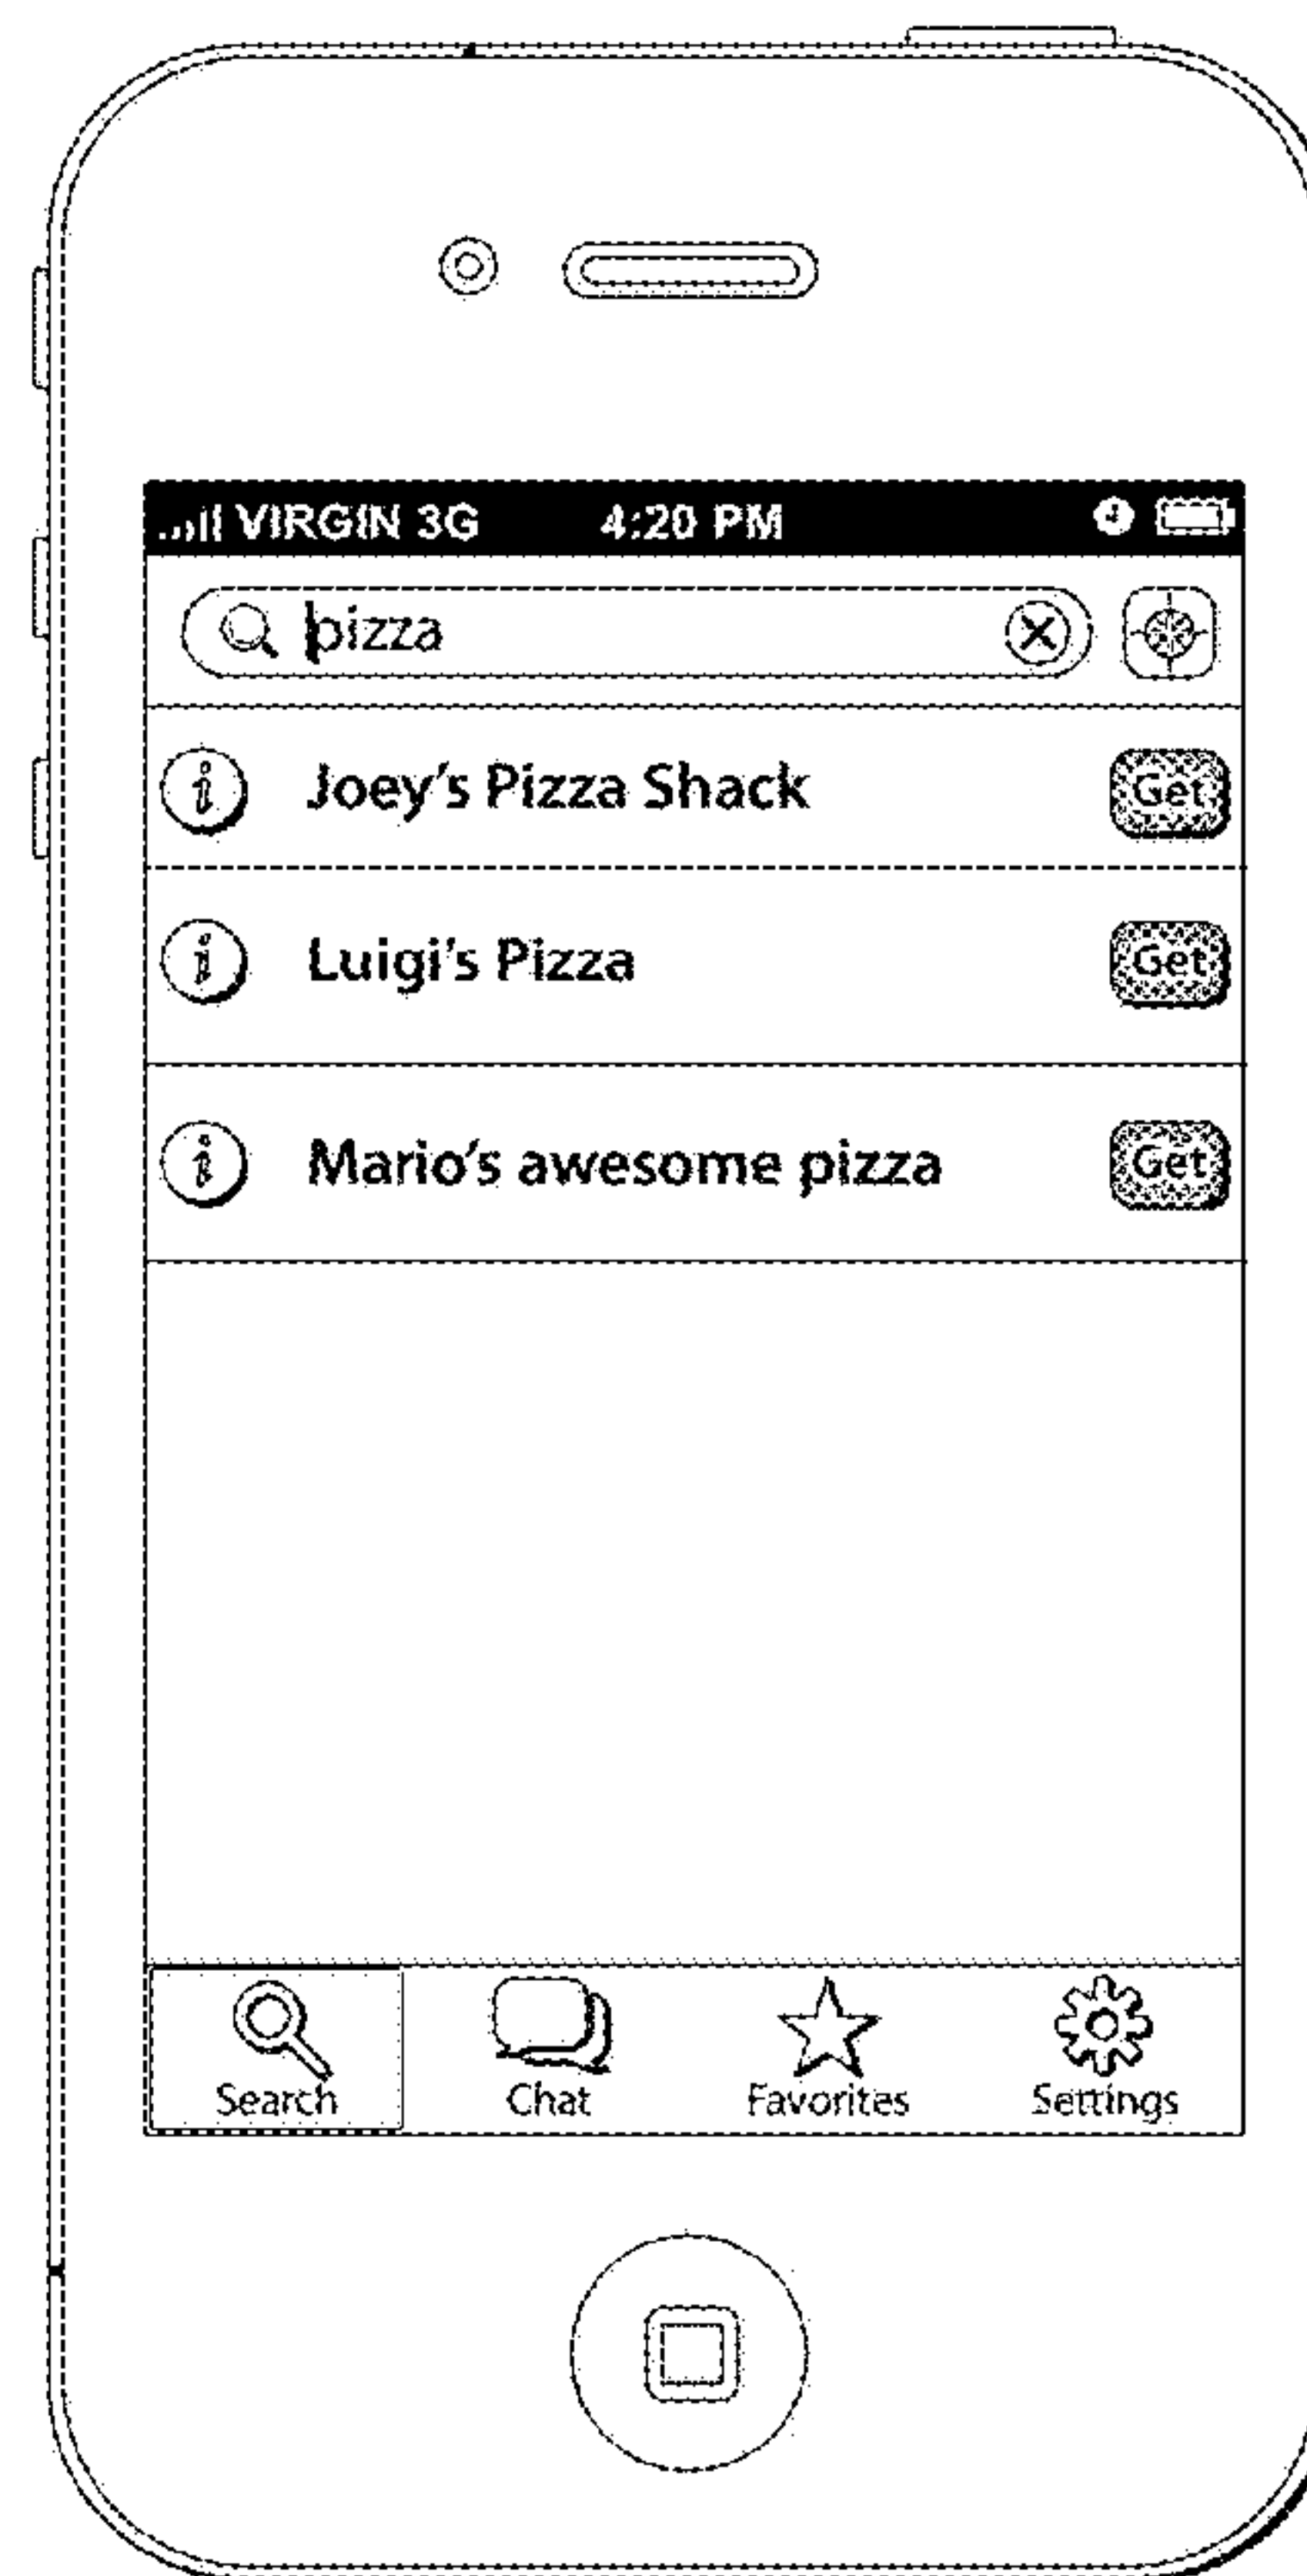 VIRGIN 3G 4:20 PM
pizza
i Joey's Pizza Shack Get
i Luigi's Pizza Get
i Mario's awesome pizza Get
Search Chat Favorites Settings